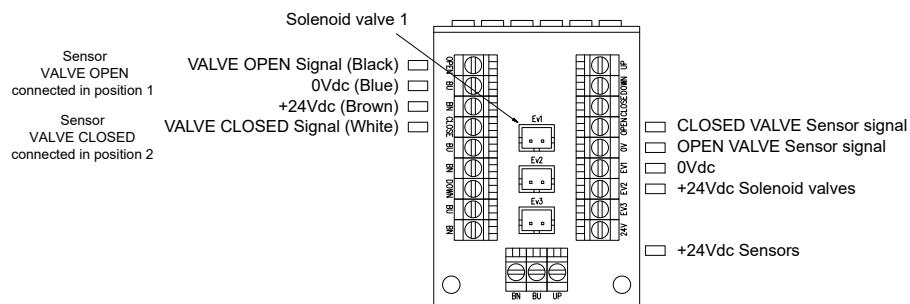 Solenoid valve 1
Sensor
VALVE OPEN
connected in position 1
Sensor
VALVE CLOSED
connected in position 2
VALVE OPEN Signal (Black)
0Vdc (Blue)
+24Vdc (Brown)
VALVE CLOSED Signal (White)
OPEN
BU
BN
CLOSE
BU
BN
DOWN
BU
BN
Ev1
Ev2
Ev3
UP
DOWN
CLOSE
OPEN
0V
EV1
EV2
EV3
24V
CLOSED VALVE Sensor signal
OPEN VALVE Sensor signal
0Vdc
+24Vdc Solenoid valves
+24Vdc Sensors
BN BU UP